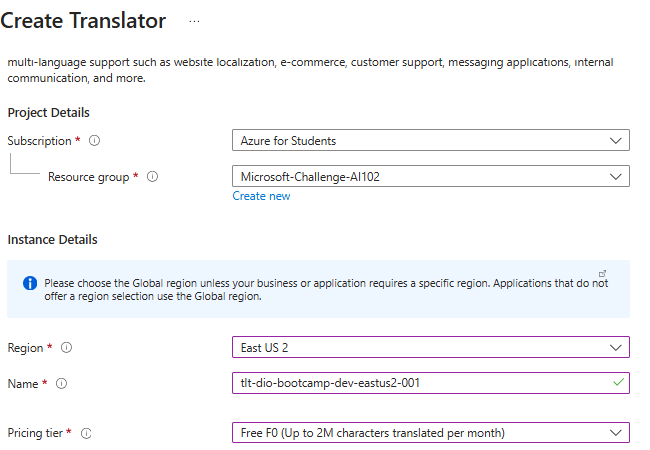 Create Translator ...
multi-language support such as website localization, e-commerce, customer support, messaging applications, internal
communication, and more.
Project Details
Subscription *
Azure for Students
Resource group *
Microsoft-Challenge-AI102
Create new
Instance Details
Please choose the Global region unless your business or application requires a specific region. Applications that do not
offer a region selection use the Global region.
Region *
East US 2
Name *
tlt-dio-bootcamp-dev-eastus2-001
Pricing tier *
Free F0 (Up to 2M characters translated per month)